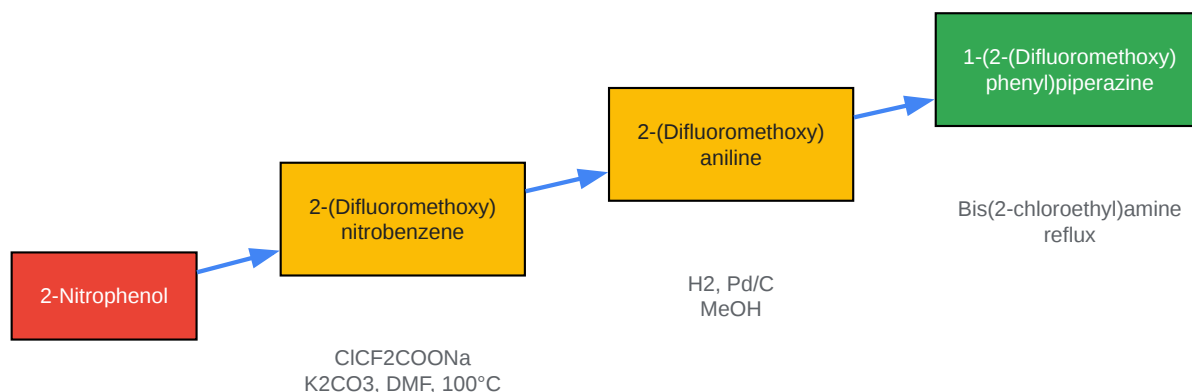 1-(2-(Difluoromethoxy)
phenyl)piperazine
2-(Difluoromethoxy)
aniline
2-(Difluoromethoxy)
nitrobenzene
Bis(2-chloroethyl)amine
reflux
2-Nitrophenol
H2, Pd/C
MeOH
ClCF2COONa
K2CO3, DMF, 100°C